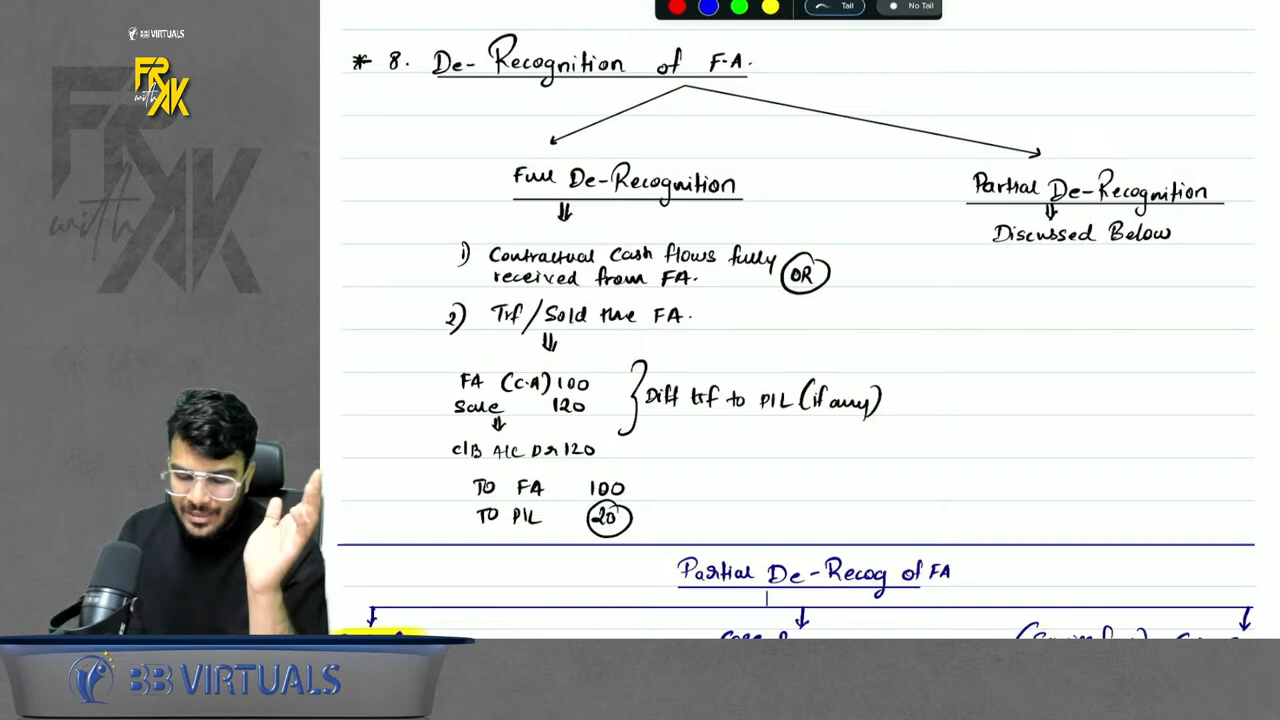 BB VIRTUALS
FR
with
KK
FR
with KK
Tail
No Tail
* 8. De-Recognition of F.A.
Full De-Recognition
Partial De-Recognition
Discussed Below
1) Contractual Cash flows fully
received from FA. OR
2) Trf/Sold the FA.
FA (C.A) 100
Sale 120
Diff trf to P/L (if any)
C/B A/C Dr 120
TO FA 100
TO P/L 20
Partial De-Recog of FA
BB VIRTUALS